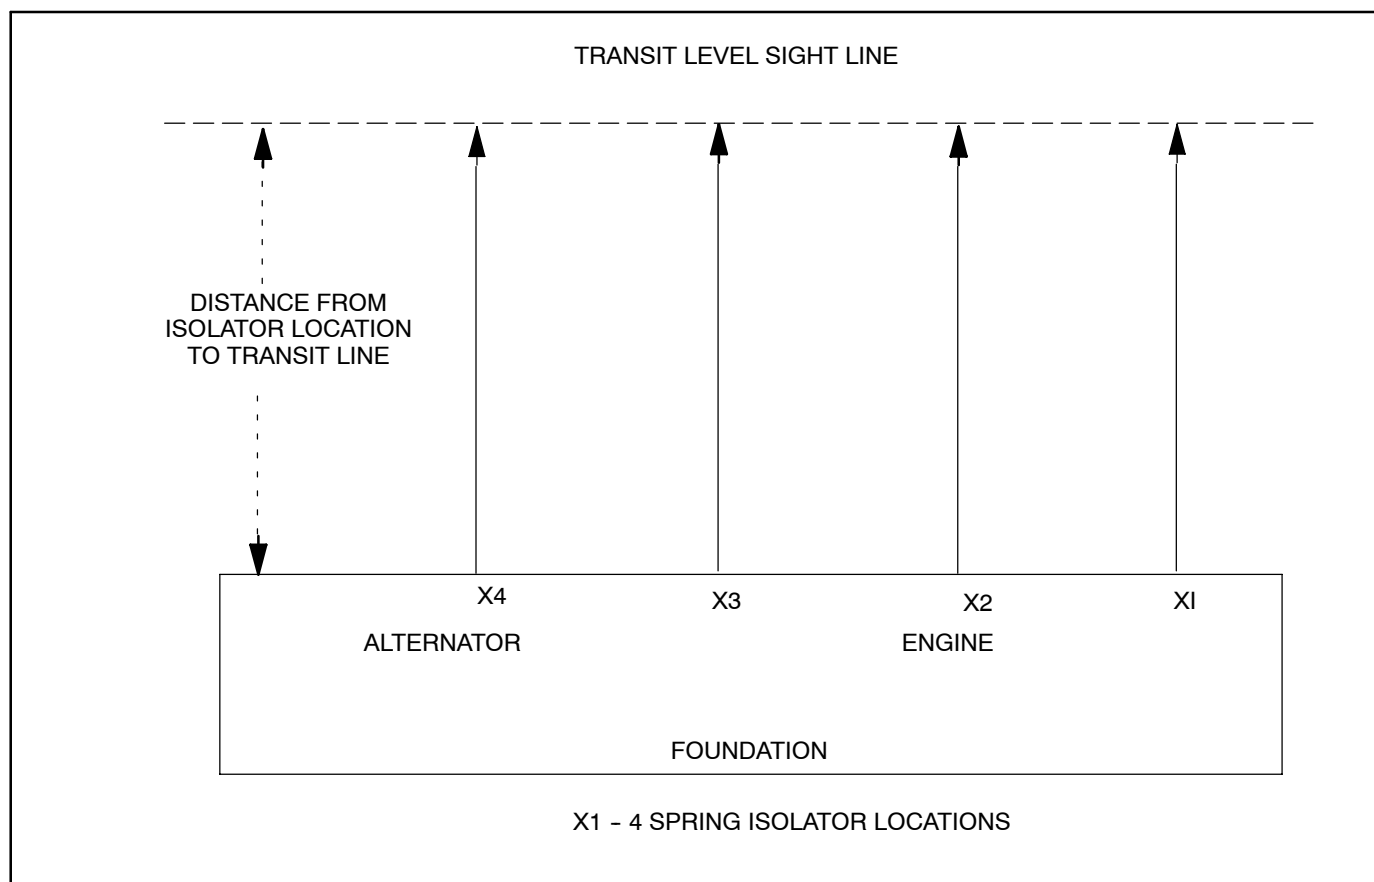 TRANSIT LEVEL SIGHT LINE
DISTANCE FROM
ISOLATOR LOCATION
TO TRANSIT LINE
X4
X3
X2
XI
ALTERNATOR
ENGINE
FOUNDATION
X1 - 4 SPRING ISOLATOR LOCATIONS